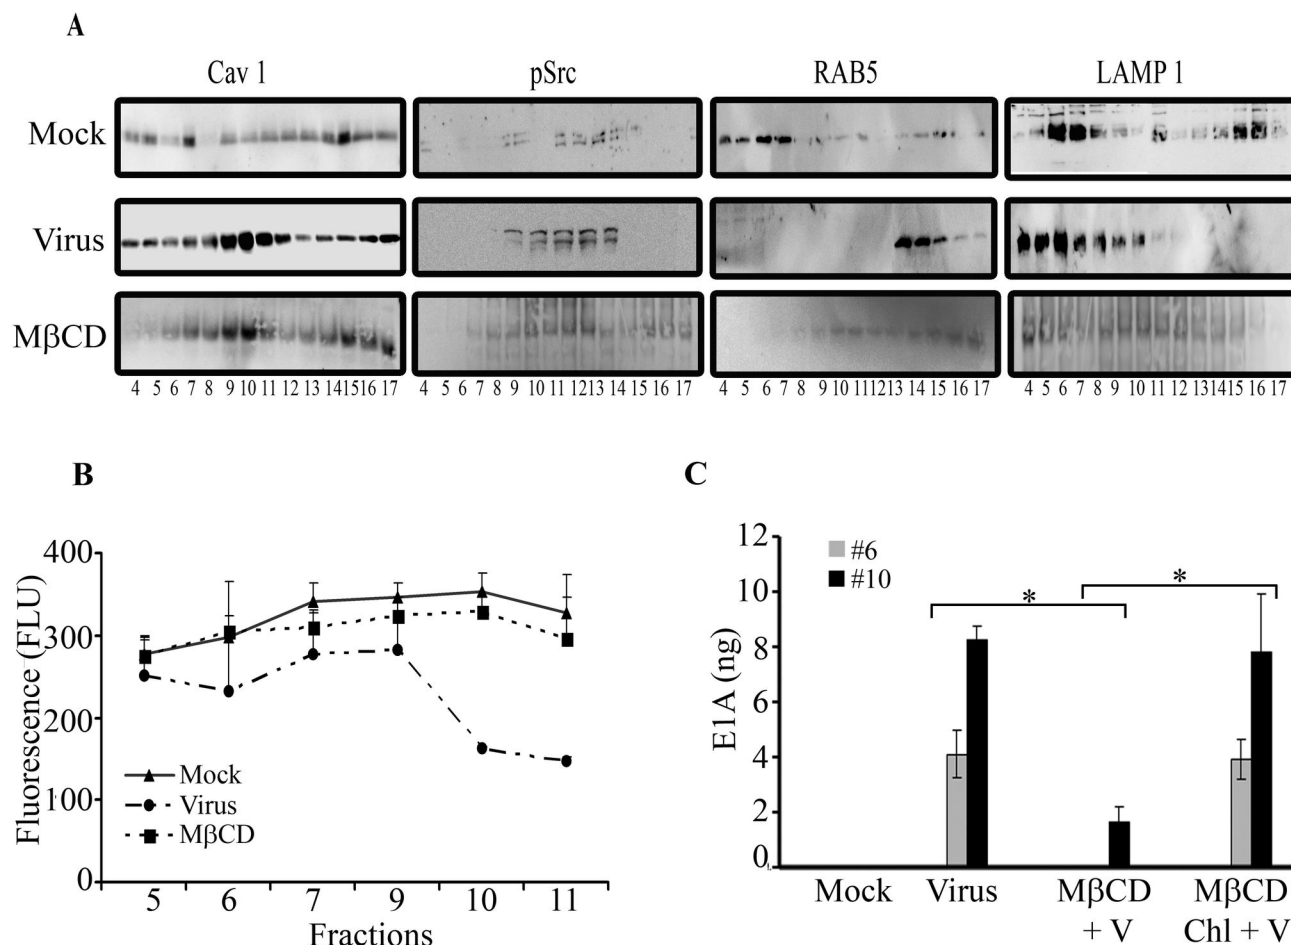 A
Cav 1 pSrc RAB5 LAMP 1
Mock
Virus
MβCD
4 5 6 7 8 9 10 11 12 13 14 15 16 17 4 5 6 7 8 9 10 11 12 13 14 15 16 17 4 5 6 7 8 9 10 11 12 13 14 15 16 17 4 5 6 7 8 9 10 11 12 13 14 15 16 17
B
Fluorescence (FLU)
400
300
200
100
0
Mock
Virus
MβCD
5 6 7 9 10 11
Fractions
C
E1A (ng)
12
10
8
6
4
2
0
#6
#10
* *
Mock Virus MβCD MβCD
+ V Chl + V